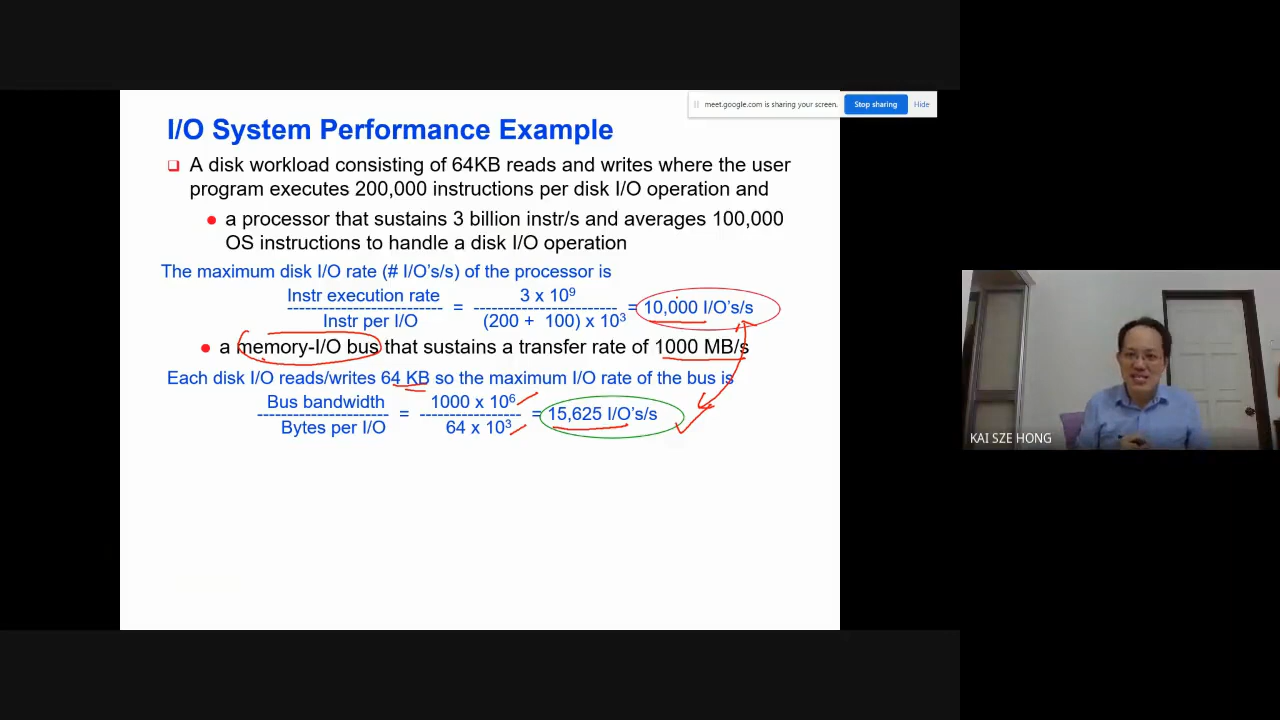 meet.google.com is sharing your screen.
Stop sharing
Hide
I/O System Performance Example
A disk workload consisting of 64KB reads and writes where the user
program executes 200,000 instructions per disk I/O operation and
a processor that sustains 3 billion instr/s and averages 100,000
OS instructions to handle a disk I/O operation
The maximum disk I/O rate (# I/O's/s) of the processor is
Instr execution rate
Instr per I/O
=
3 x 10⁹
(200 + 100) x 10³
= 10,000 I/O's/s
a memory-I/O bus that sustains a transfer rate of 1000 MB/s
Each disk I/O reads/writes 64 KB so the maximum I/O rate of the bus is
Bus bandwidth
Bytes per I/O
=
1000 x 10⁶
64 x 10³
= 15,625 I/O's/s
KAI SZE HONG